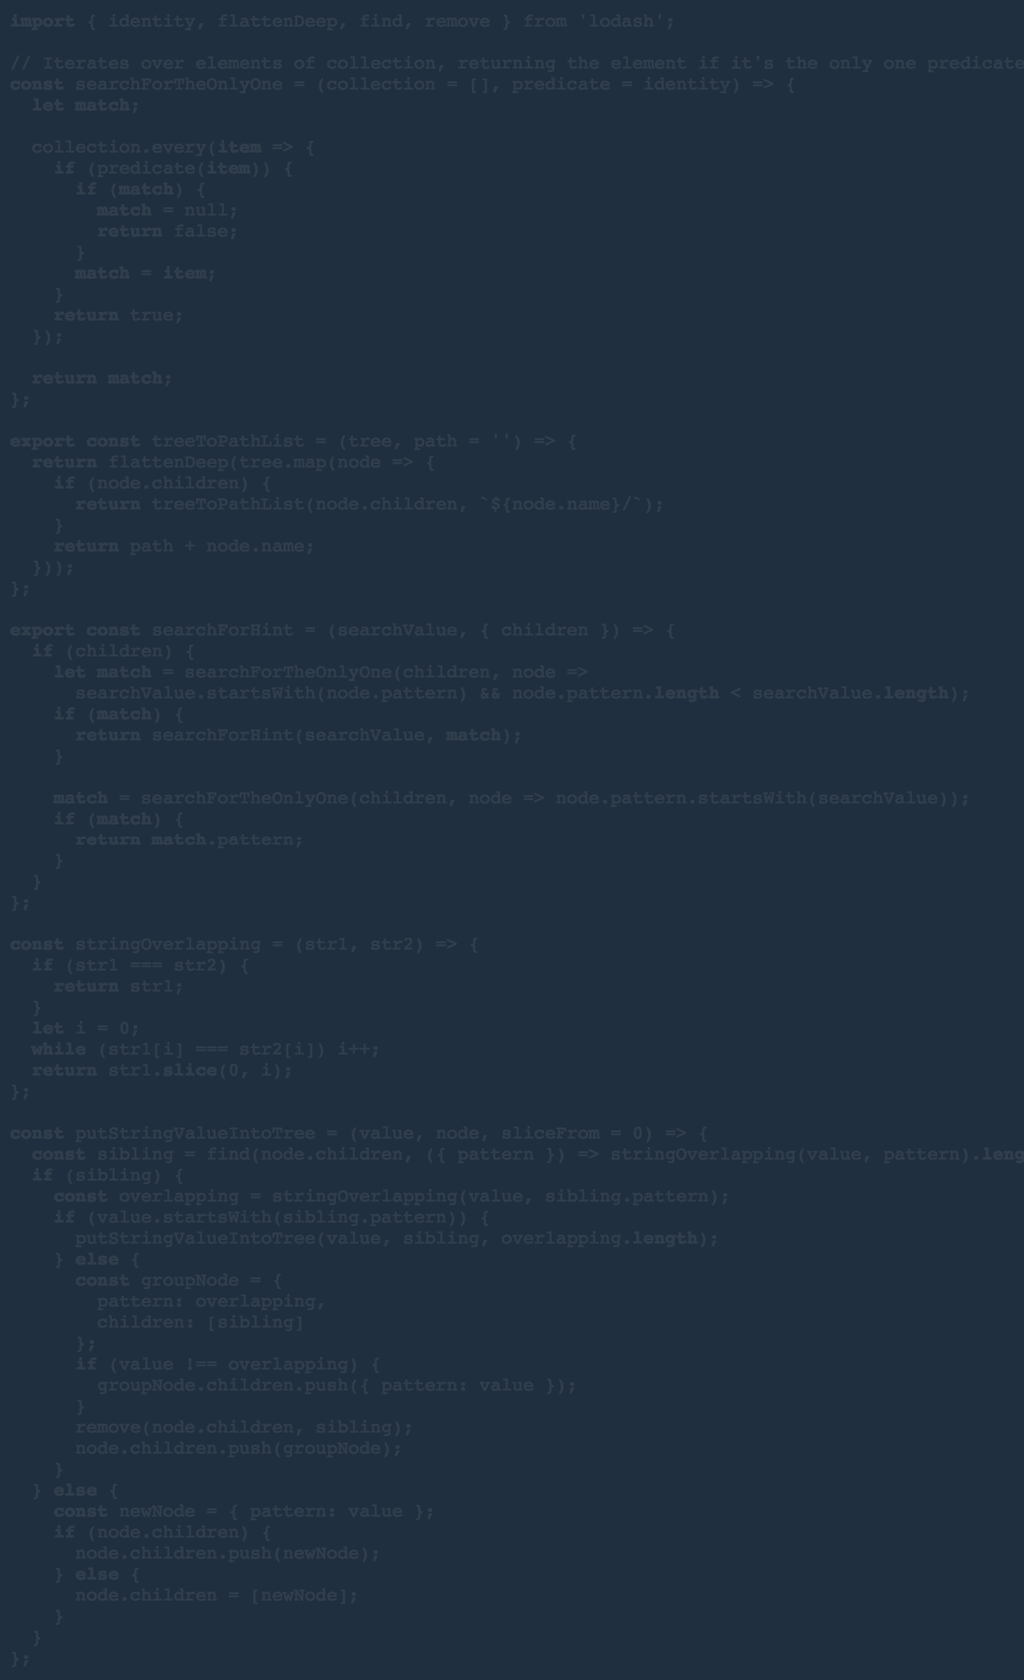 import { identity, flattenDeep, find, remove } from 'lodash';

// Iterates over elements of collection, returning the element if it's the only one predicate
const searchForTheOnlyOne = (collection = [], predicate = identity) => {
  let match;

  collection.every(item => {
    if (predicate(item)) {
      if (match) {
        match = null;
        return false;
      }
      match = item;
    }
    return true;
  });

  return match;
};

export const treeToPathList = (tree, path = '') => {
  return flattenDeep(tree.map(node => {
    if (node.children) {
      return treeToPathList(node.children, `${node.name}/`);
    }
    return path + node.name;
  }));
};

export const searchForHint = (searchValue, { children }) => {
  if (children) {
    let match = searchForTheOnlyOne(children, node =>
      searchValue.startsWith(node.pattern) && node.pattern.length < searchValue.length);
    if (match) {
      return searchForHint(searchValue, match);
    }

    match = searchForTheOnlyOne(children, node => node.pattern.startsWith(searchValue));
    if (match) {
      return match.pattern;
    }
  }
};

const stringOverlapping = (str1, str2) => {
  if (str1 === str2) {
    return str1;
  }
  let i = 0;
  while (str1[i] === str2[i]) i++;
  return str1.slice(0, i);
};

const putStringValueIntoTree = (value, node, sliceFrom = 0) => {
  const sibling = find(node.children, ({ pattern }) => stringOverlapping(value, pattern).leng
  if (sibling) {
    const overlapping = stringOverlapping(value, sibling.pattern);
    if (value.startsWith(sibling.pattern)) {
      putStringValueIntoTree(value, sibling, overlapping.length);
    } else {
      const groupNode = {
        pattern: overlapping,
        children: [sibling]
      };
      if (value !== overlapping) {
        groupNode.children.push({ pattern: value });
      }
      remove(node.children, sibling);
      node.children.push(groupNode);
    }
  } else {
    const newNode = { pattern: value };
    if (node.children) {
      node.children.push(newNode);
    } else {
      node.children = [newNode];
    }
  }
};